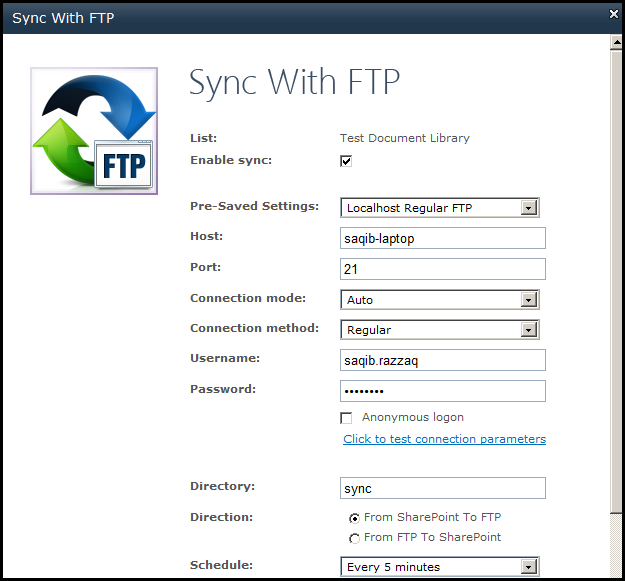 Sync With FTP
FTP
Sync With FTP
List: Test Document Library
Enable sync:
Pre-Saved Settings: Localhost Regular FTP
Host: saqib-laptop
Port: 21
Connection mode: Auto
Connection method: Regular
Username: saqib.razzaq
Password: ••••••••
Anonymous logon
Click to test connection parameters
Directory: sync
Direction: From SharePoint To FTP
From FTP To SharePoint
Schedule: Every 5 minutes